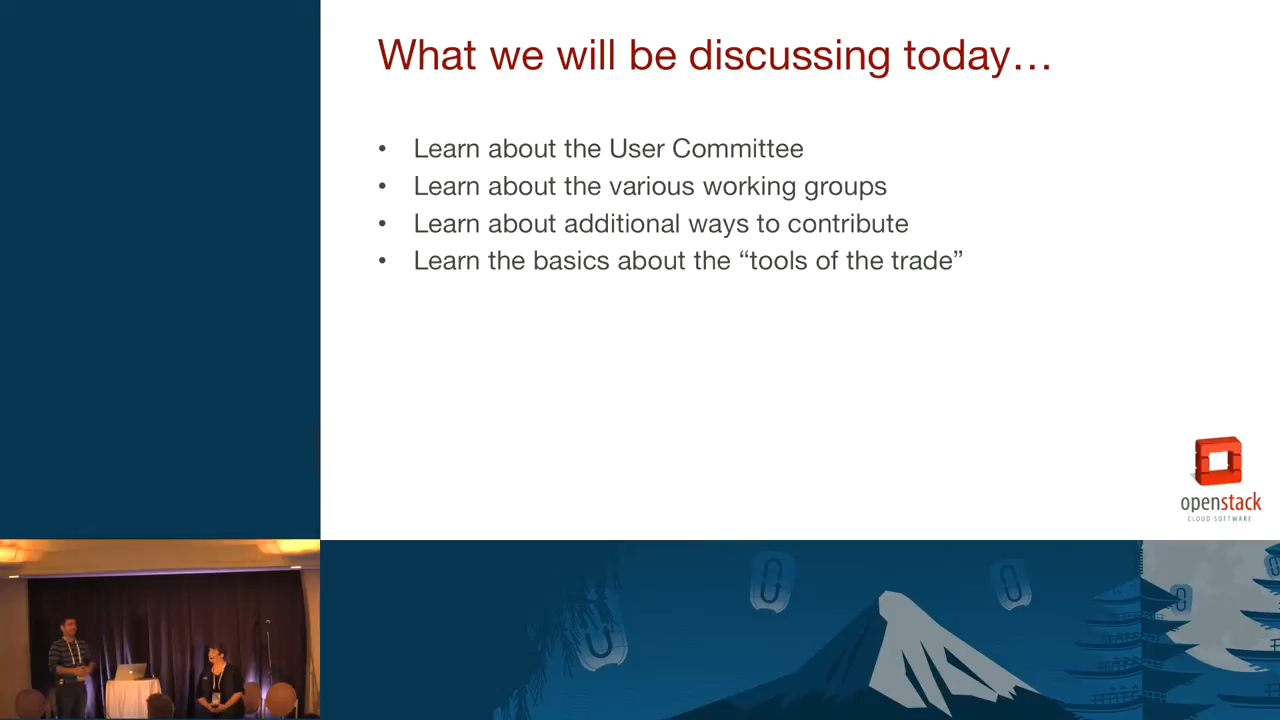 What we will be discussing today…
• Learn about the User Committee
• Learn about the various working groups
• Learn about additional ways to contribute
• Learn the basics about the “tools of the trade”
openstack
CLOUD SOFTWARE